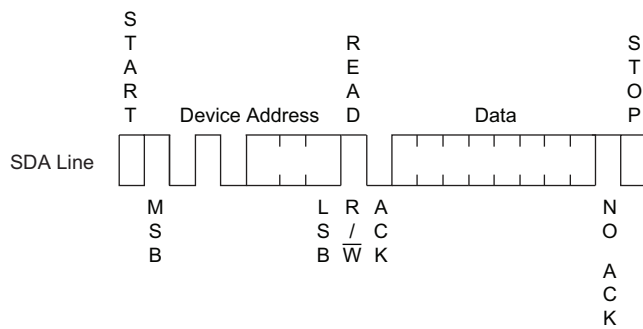 START
READ
STOP
Device Address
Data
SDA Line
MSB
LSB
R/W̅
ACK
NO ACK